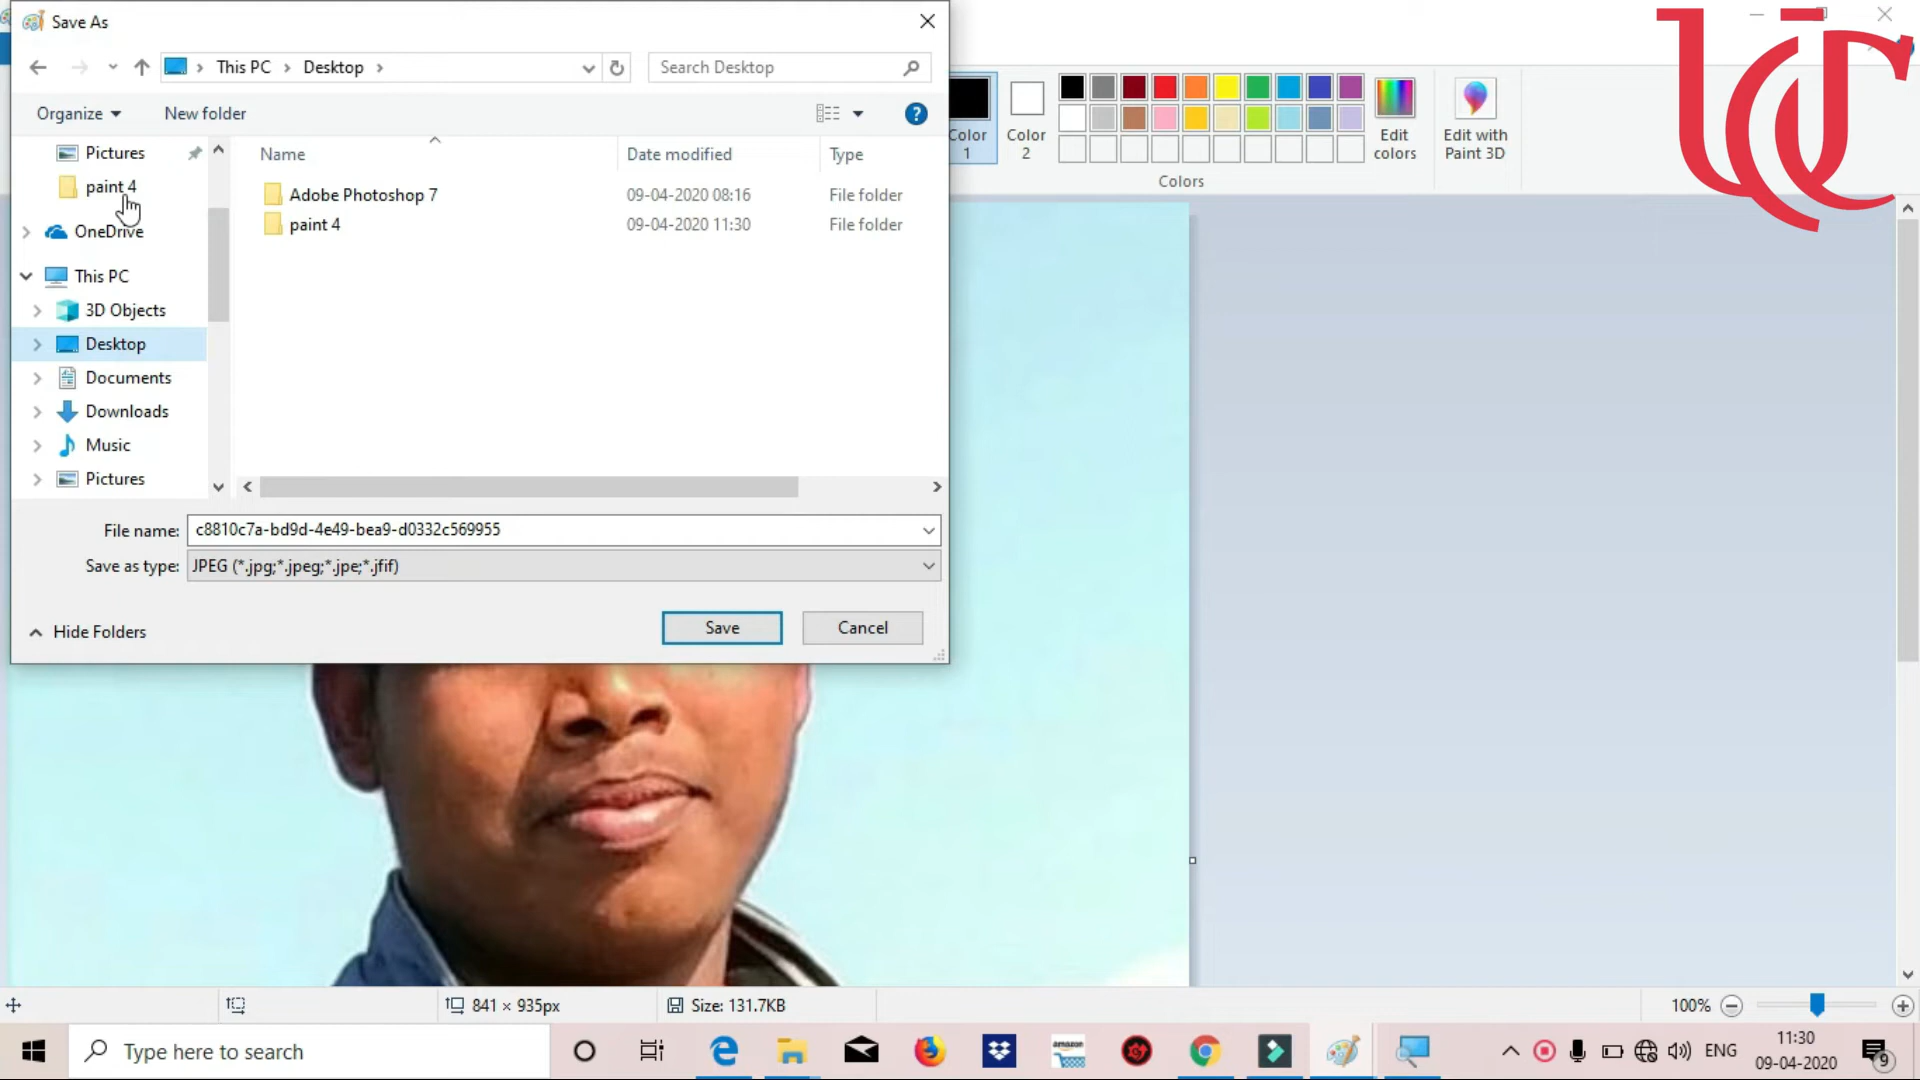 Save As
This PC > Desktop >
Search Desktop
Organize
New folder
Name
Date modified
Type
Pictures
paint 4
OneDrive
This PC
3D Objects
Desktop
Documents
Downloads
Music
Pictures
Adobe Photoshop 7
09-04-2020 08:16
File folder
paint 4
09-04-2020 11:30
File folder
File name:
c8810c7a-bd9d-4e49-bea9-d0332c569955
Save as type:
JPEG (*.jpg;*.jpeg;*.jpe;*.jfif)
Hide Folders
Save
Cancel
Color
1
Color
2
Edit
colors
Edit with
Paint 3D
Colors
UCC
841 × 935px
Size: 131.7KB
100%
Type here to search
amazon
ENG
11:30
09-04-2020
9